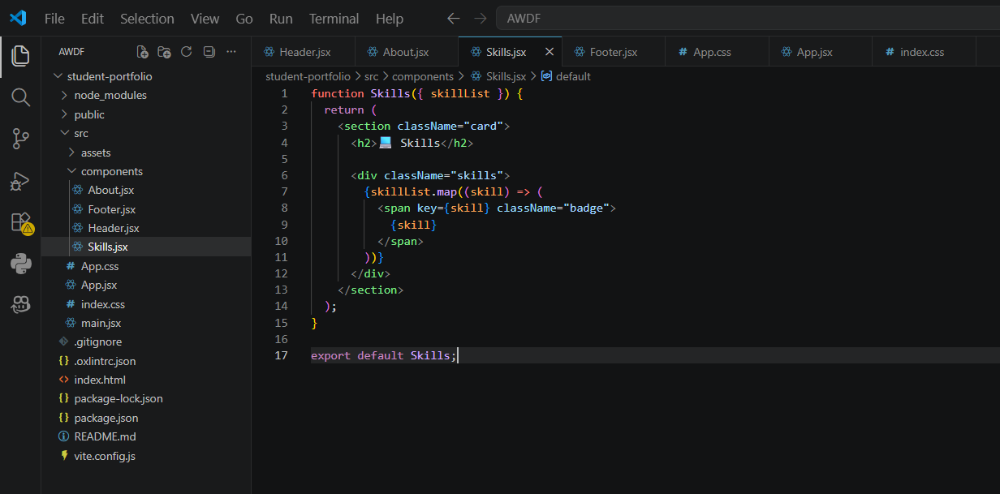 File Edit Selection View Go Run Terminal Help AWDF
AWDF
student-portfolio
node_modules
public
src
assets
components
About.jsx
Footer.jsx
Header.jsx
Skills.jsx
App.css
App.jsx
index.css
main.jsx
.gitignore
.oxlintrc.json
index.html
package-lock.json
package.json
README.md
vite.config.js
Header.jsx About.jsx Skills.jsx Footer.jsx App.css App.jsx index.css
student-portfolio > src > components > Skills.jsx > default
1 function Skills({ skillList }) {
2   return (
3     <section className="card">
4       <h2>💻 Skills</h2>
5
6       <div className="skills">
7         {skillList.map((skill) => (
8           <span key={skill} className="badge">
9             {skill}
10           </span>
11         ))}
12       </div>
13     </section>
14   );
15 }
16
17 export default Skills;